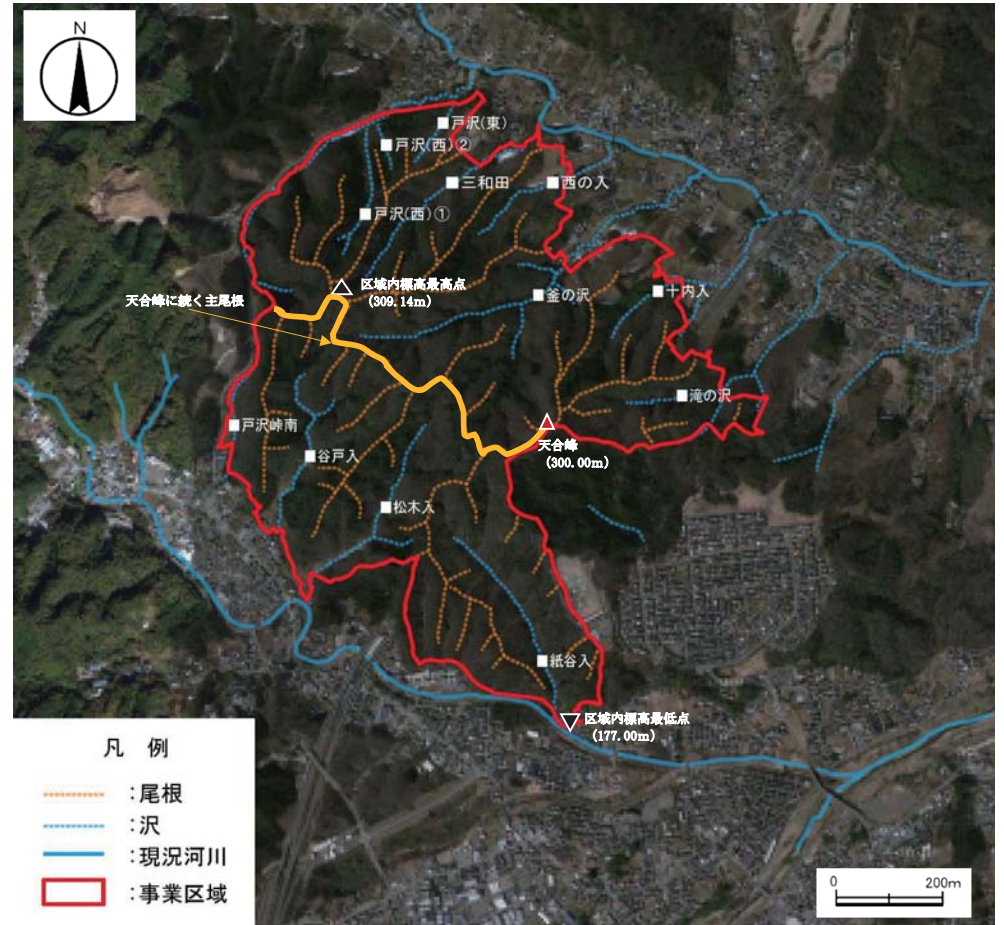 N
戸沢(東)
戸沢(西)②
三和田
西の入
戸沢(西)①
区域内標高最高点
(309.14m)
天合峰に続く主尾根
釜の沢
十内入
滝の沢
戸沢峠南
天合峰
(300.00m)
谷戸入
松木入
紙谷入
区域内標高最低点
(177.00m)
凡 例
:尾根
:沢
:現況河川
:事業区域
0 200m